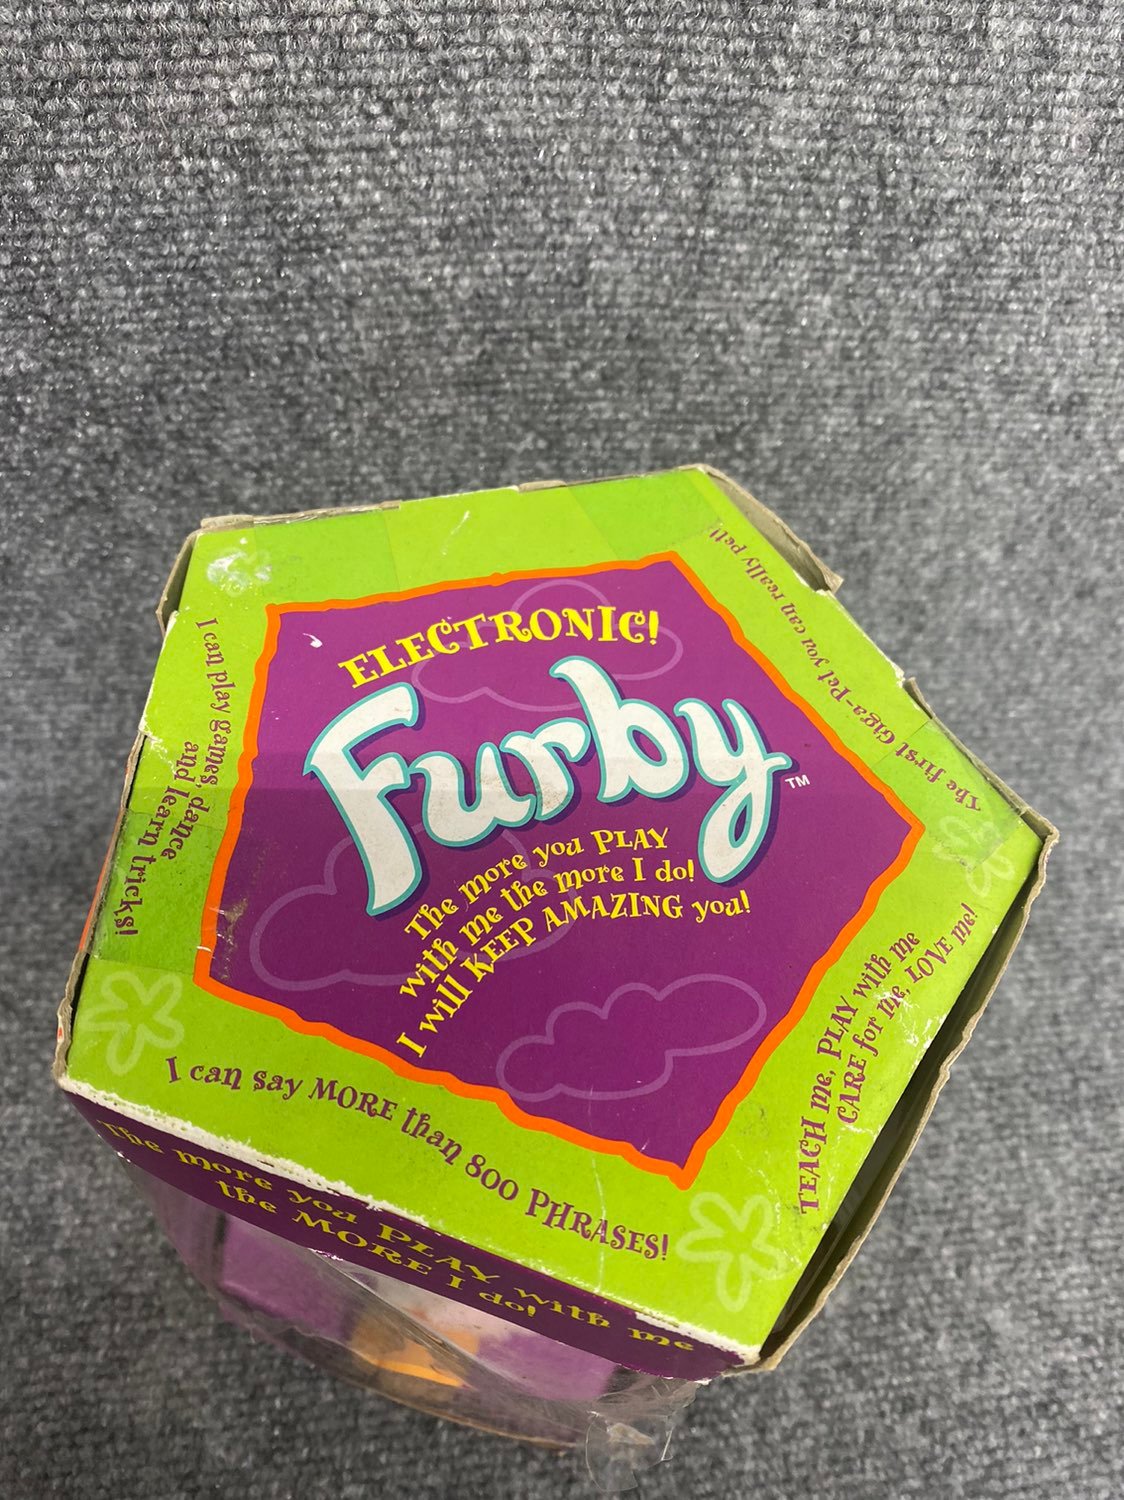 ELECTRONIC!
Furby™
The more you PLAY
with me the more I do!
I will KEEP AMAZING you!
The first Giga-Pet you can really pet!
TEACH me, PLAY with me
CARE for me, LOVE me!
I can say MORE than 800 PHRASES!
I can play games, dance
and learn tricks!
The more you PLAY with me
the MORE I do!